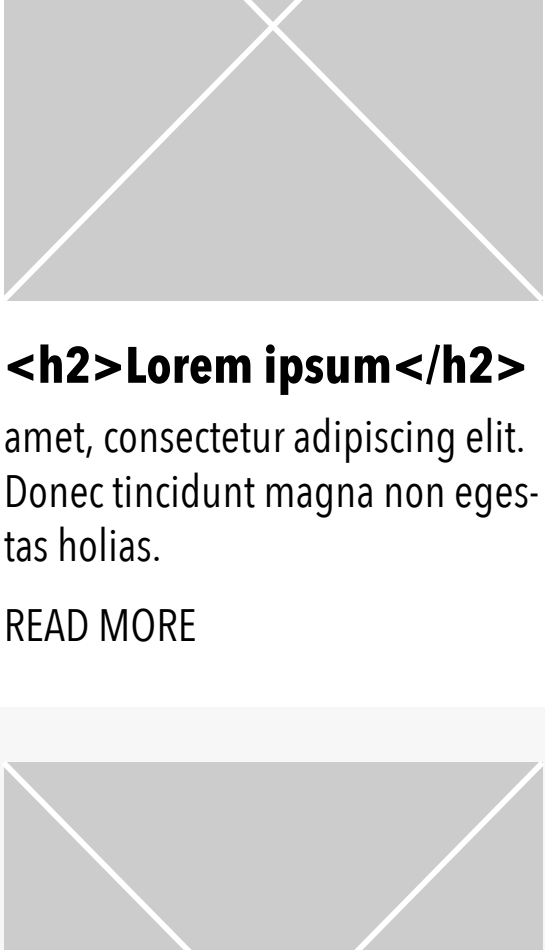 <h2>Lorem ipsum</h2>
amet, consectetur adipiscing elit.
Donec tincidunt magna non eges-
tas holias.
READ MORE